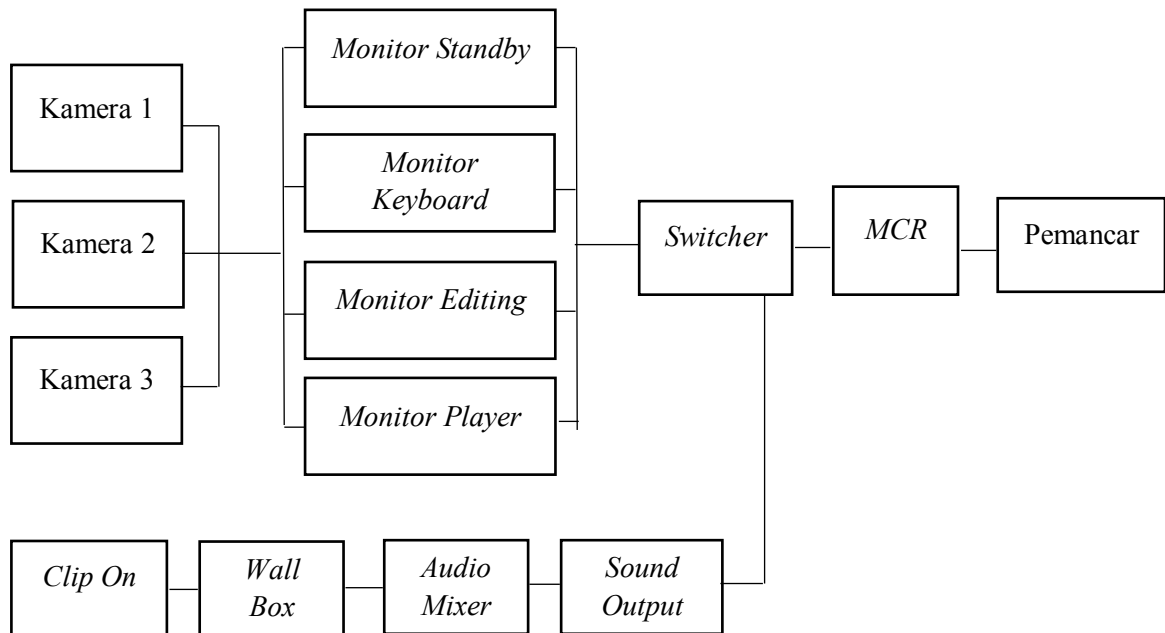 Monitor Standby
Kamera 1
Monitor
Keyboard
Kamera 2
Switcher
MCR
Pemancar
Monitor Editing
Kamera 3
Monitor Player
Clip On
Wall
Box
Audio
Mixer
Sound
Output